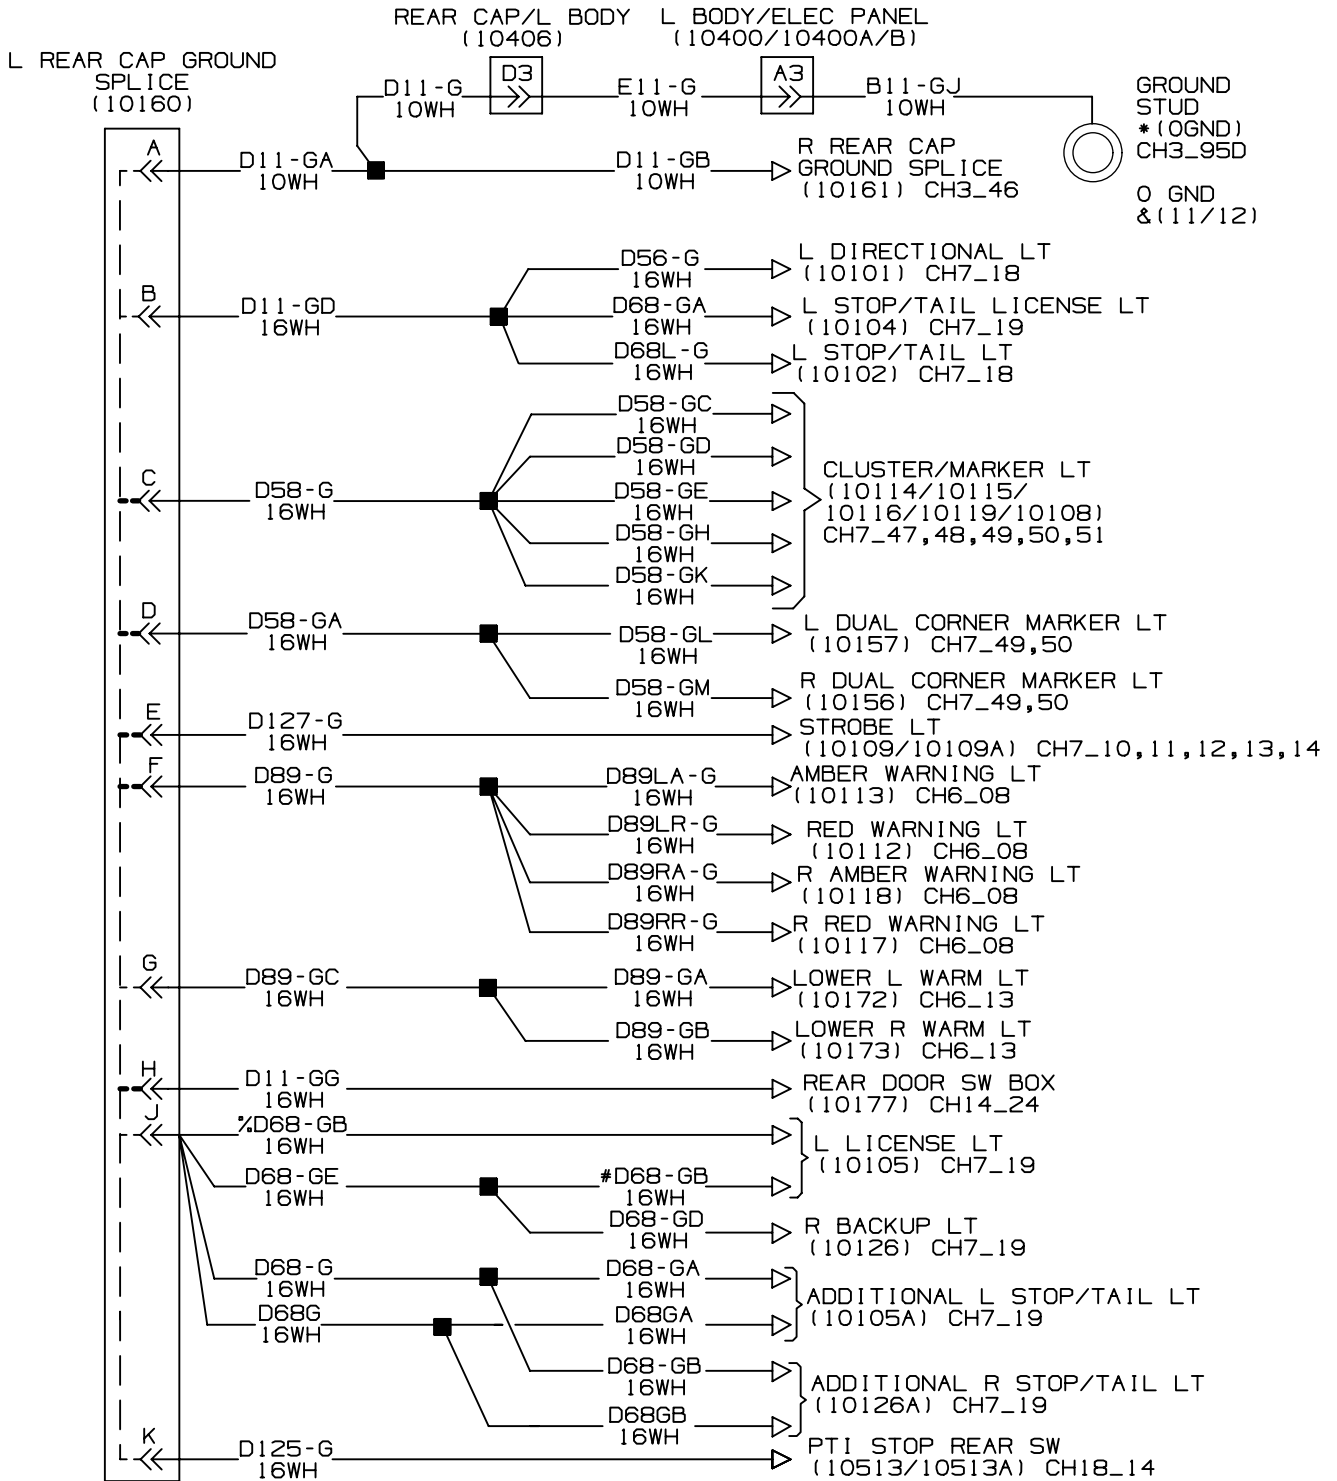 REAR CAP/L BODY
(10406)
L BODY/ELEC PANEL
(10400/10400A/B)
L REAR CAP GROUND
SPLICE
(10160)
D11-G
10WH
D3
E11-G
10WH
A3
B11-GJ
10WH
GROUND
STUD
*(0GND)
CH3_95D
0 GND
&(11/12)
A
D11-GA
10WH
D11-GB
10WH
R REAR CAP
GROUND SPLICE
(10161) CH3_46
B
D11-GD
16WH
D56-G
16WH
L DIRECTIONAL LT
(10101) CH7_18
D68-GA
16WH
L STOP/TAIL LICENSE LT
(10104) CH7_19
D68L-G
16WH
L STOP/TAIL LT
(10102) CH7_18
C
D58-G
16WH
D58-GC
16WH
D58-GD
16WH
D58-GE
16WH
D58-GH
16WH
D58-GK
16WH
CLUSTER/MARKER LT
(10114/10115/
10116/10119/10108)
CH7_47,48,49,50,51
D
D58-GA
16WH
D58-GL
16WH
L DUAL CORNER MARKER LT
(10157) CH7_49,50
D58-GM
16WH
R DUAL CORNER MARKER LT
(10156) CH7_49,50
E
D127-G
16WH
STROBE LT
(10109/10109A) CH7_10,11,12,13,14
F
D89-G
16WH
D89LA-G
16WH
AMBER WARNING LT
(10113) CH6_08
D89LR-G
16WH
RED WARNING LT
(10112) CH6_08
D89RA-G
16WH
R AMBER WARNING LT
(10118) CH6_08
D89RR-G
16WH
R RED WARNING LT
(10117) CH6_08
G
D89-GC
16WH
D89-GA
16WH
LOWER L WARM LT
(10172) CH6_13
D89-GB
16WH
LOWER R WARM LT
(10173) CH6_13
H
D11-GG
16WH
REAR DOOR SW BOX
(10177) CH14_24
J
%D68-GB
16WH
L LICENSE LT
(10105) CH7_19
D68-GE
16WH
#D68-GB
16WH
D68-GD
16WH
R BACKUP LT
(10126) CH7_19
D68-G
16WH
D68-GA
16WH
ADDITIONAL L STOP/TAIL LT
(10105A) CH7_19
D68G
16WH
D68GA
16WH
D68-GB
16WH
ADDITIONAL R STOP/TAIL LT
(10126A) CH7_19
D68GB
16WH
K
D125-G
16WH
PTI STOP REAR SW
(10513/10513A) CH18_14